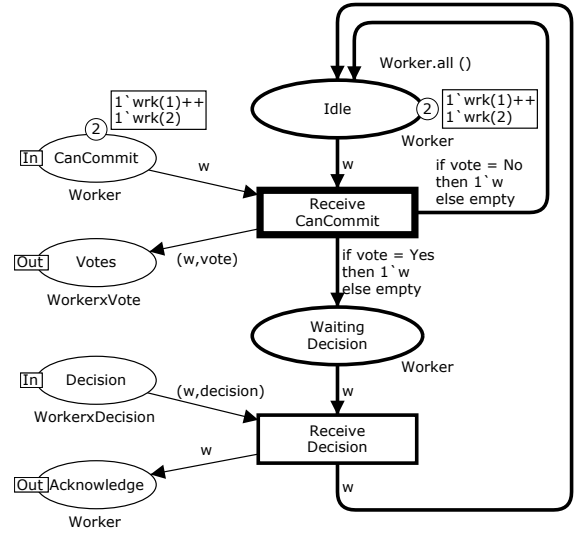 Worker.all ()
1`wrk(1)++
1`wrk(2)
2
Idle
2
1`wrk(1)++
1`wrk(2)
In
CanCommit
Worker
Worker
w
w
if vote = No
then 1`w
else empty
Receive
CanCommit
Out
Votes
(w,vote)
WorkerxVote
if vote = Yes
then 1`w
else empty
Waiting
Decision
Worker
In
Decision
(w,decision)
w
WorkerxDecision
Receive
Decision
w
Out
Acknowledge
w
Worker